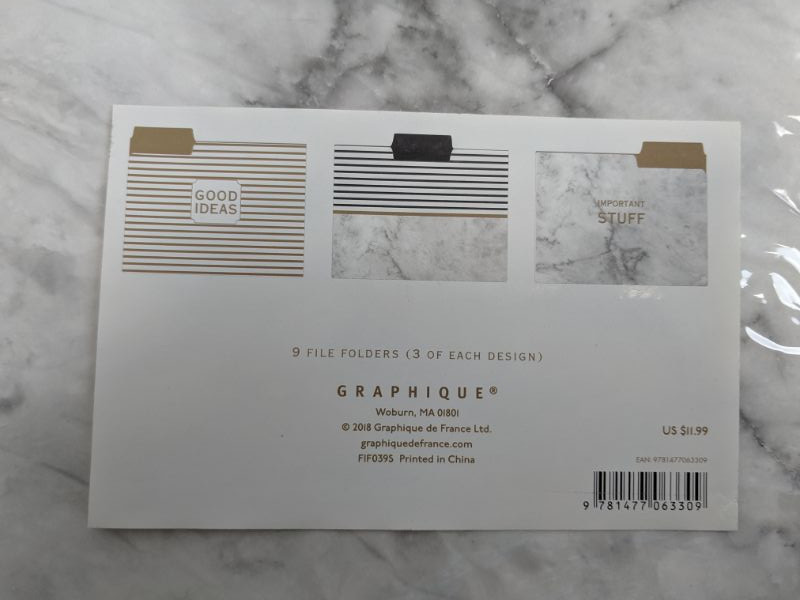 GOOD
IDEAS
IMPORTANT
STUFF
9 FILE FOLDERS (3 OF EACH DESIGN)
GRAPHIQUE®
Woburn, MA 01801
© 2018 Graphique de France Ltd.
graphiquedefrance.com
FIF039S Printed in China
US $11.99
EAN: 9781477063309
9 781477 063309